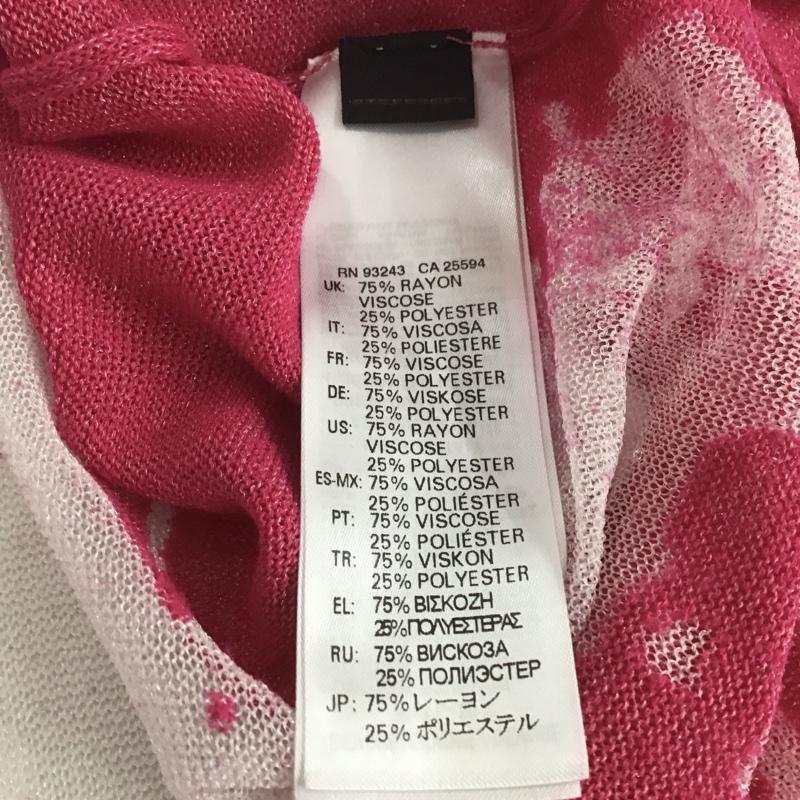 RN 93243 CA 25594
UK: 75% RAYON
VISCOSE
25% POLYESTER
IT: 75% VISCOSA
25% POLIESTERE
FR: 75% VISCOSE
25% POLYESTER
DE: 75% VISKOSE
25% POLYESTER
US: 75% RAYON
VISCOSE
25% POLYESTER
ES-MX: 75% VISCOSA
25% POLIÉSTER
PT: 75% VISCOSE
25% POLIÉSTER
TR: 75% VISKON
25% POLYESTER
EL: 75% ΒΙΣΚΟΖΗ
25% ΠΟΛΥΕΣΤΕΡΑΣ
RU: 75% ВИСКОЗА
25% ПОЛИЭСТЕР
JP: 75% レーヨン
25% ポリエステル